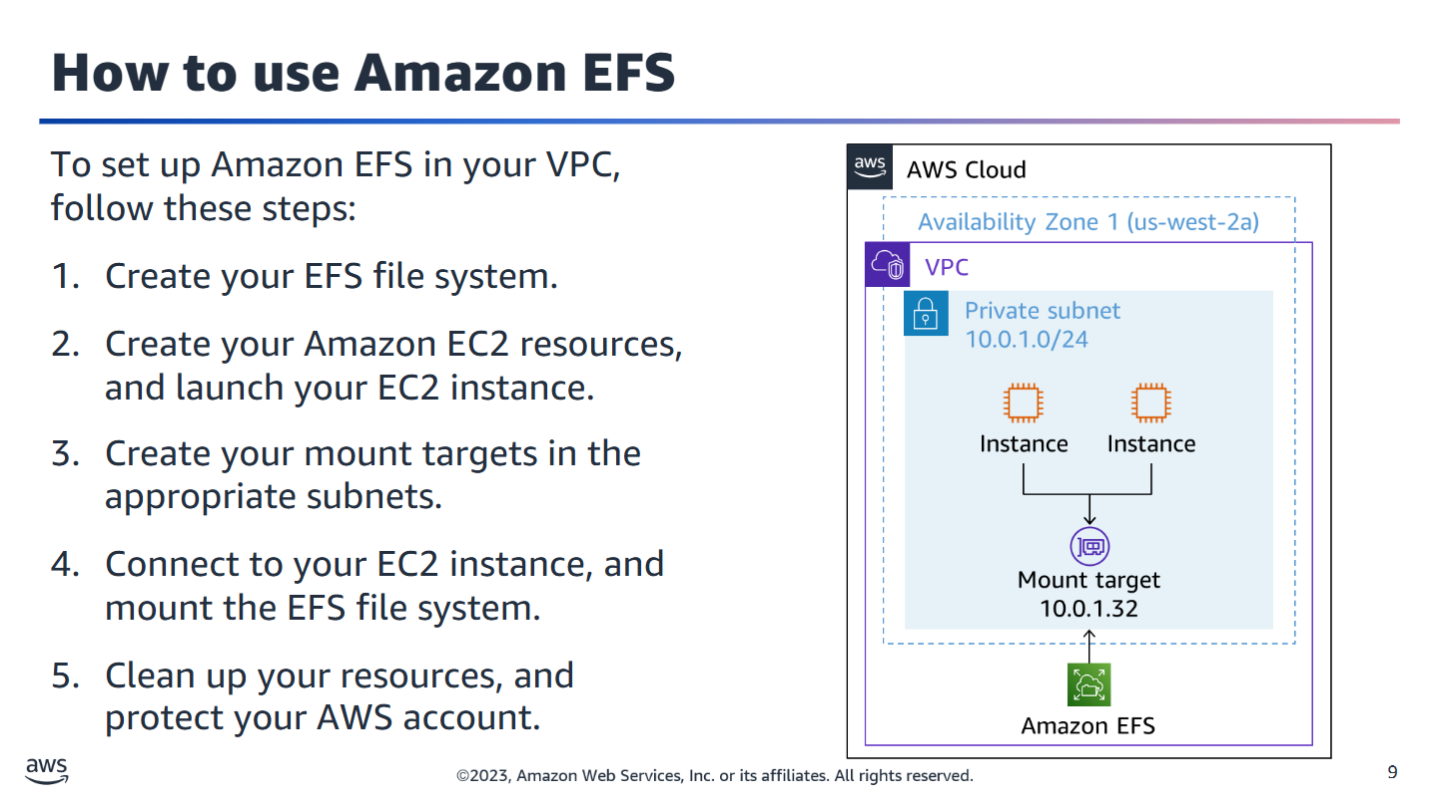 How to use Amazon EFS
To set up Amazon EFS in your VPC,
follow these steps:
1. Create your EFS file system.
2. Create your Amazon EC2 resources,
and launch your EC2 instance.
3. Create your mount targets in the
appropriate subnets.
4. Connect to your EC2 instance, and
mount the EFS file system.
5. Clean up your resources, and
protect your AWS account.
aws
AWS Cloud
Availability Zone 1 (us-west-2a)
VPC
Private subnet
10.0.1.0/24
Instance Instance
Mount target
10.0.1.32
Amazon EFS
aws
©2023, Amazon Web Services, Inc. or its affiliates. All rights reserved.
9